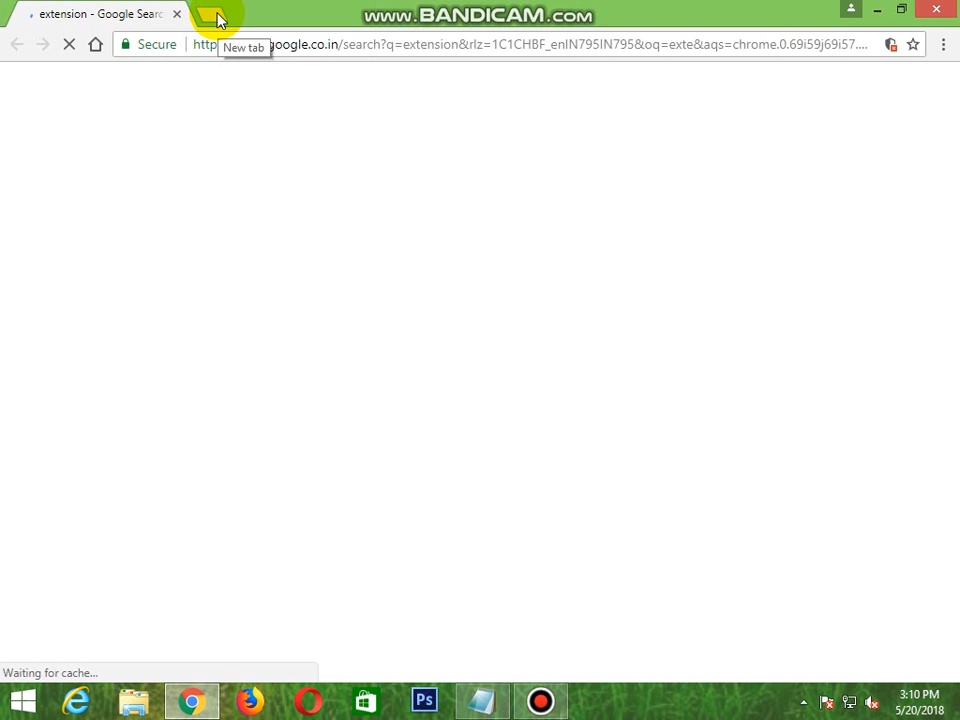 extension - Google Searc
WWW.BANDICAM.COM
Secure
http
google.co.in/search?q=extension&rlz=1C1CHBF_enIN795IN795&oq=exte&aqs=chrome.0.69i59j69i57....
New tab
Waiting for cache...
Ps
3:10 PM
5/20/2018